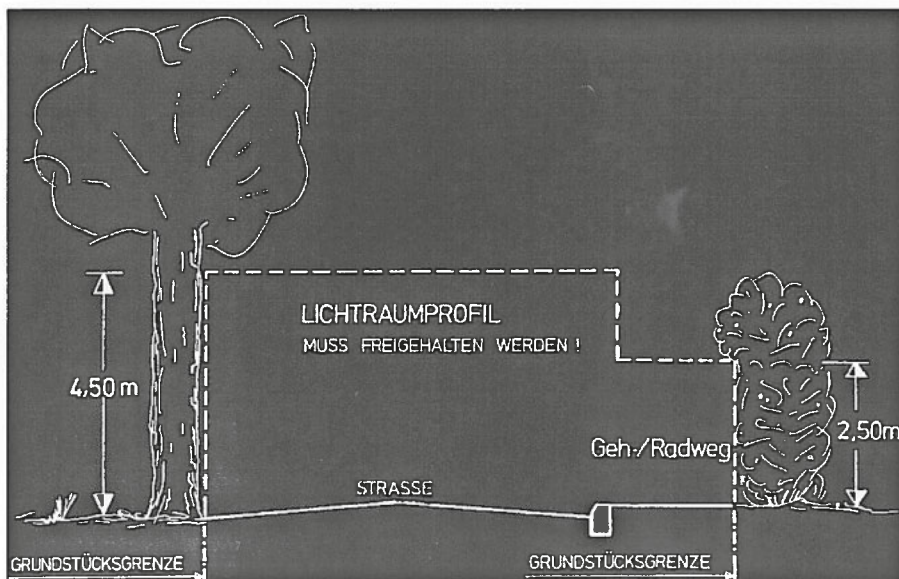 LICHTRAUMPROFIL
MUSS FREIGEHALTEN WERDEN !
4,50 m
2,50m
Geh-/Radweg
STRASSE
GRUNDSTÜCKSGRENZE
GRUNDSTÜCKSGRENZE